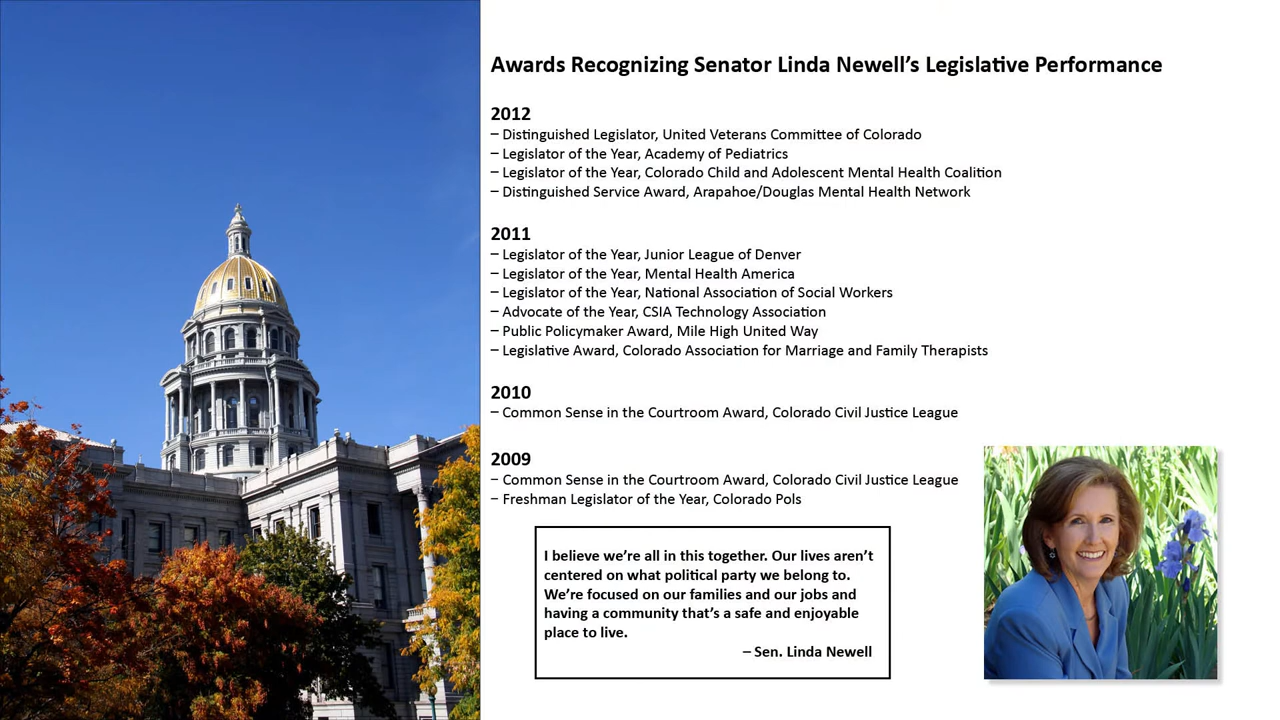 Awards Recognizing Senator Linda Newell’s Legislative Performance
2012
– Distinguished Legislator, United Veterans Committee of Colorado
– Legislator of the Year, Academy of Pediatrics
– Legislator of the Year, Colorado Child and Adolescent Mental Health Coalition
– Distinguished Service Award, Arapahoe/Douglas Mental Health Network
2011
– Legislator of the Year, Junior League of Denver
– Legislator of the Year, Mental Health America
– Legislator of the Year, National Association of Social Workers
– Advocate of the Year, CSIA Technology Association
– Public Policymaker Award, Mile High United Way
– Legislative Award, Colorado Association for Marriage and Family Therapists
2010
– Common Sense in the Courtroom Award, Colorado Civil Justice League
2009
– Common Sense in the Courtroom Award, Colorado Civil Justice League
– Freshman Legislator of the Year, Colorado Pols
I believe we’re all in this together. Our lives aren’t
centered on what political party we belong to.
We’re focused on our families and our jobs and
having a community that’s a safe and enjoyable
place to live.
– Sen. Linda Newell